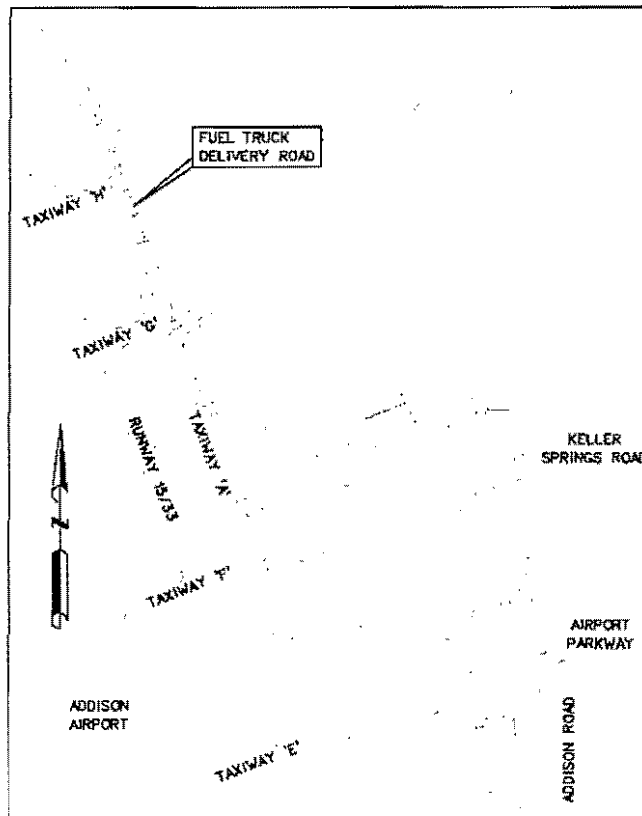 FUEL TRUCK
DELIVERY ROAD
TAXIWAY 'H'
TAXIWAY 'G'
RUNWAY 15/33
TAXIWAY 'A'
KELLER
SPRINGS ROAD
N
TAXIWAY 'F'
AIRPORT
PARKWAY
ADDISON
AIRPORT
ADDISON ROAD
TAXIWAY 'E'